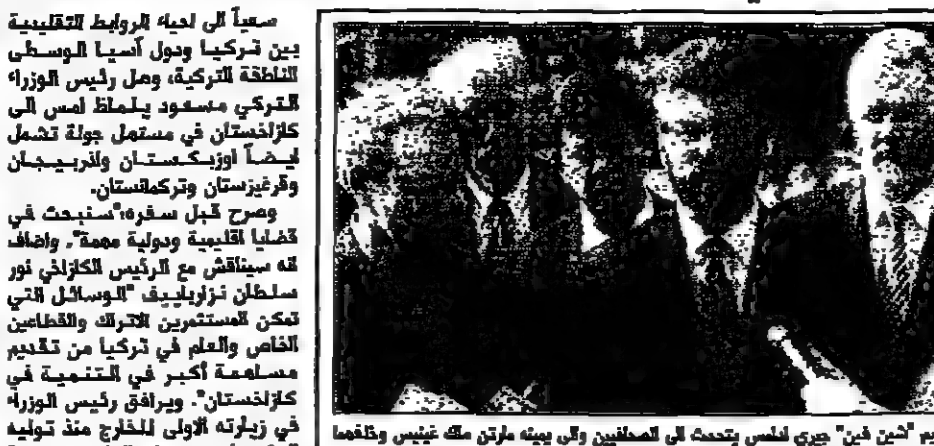 سعياً الى احياء الروابط التقليدية
بين تركيا ودول آسيا الوسطى
الناطقة التركية، وصل رئيس الوزراء
التركي مسعود يلماظ امس الى
كازاخستان في مستهل جولة تشمل
ايضاً اوزبكستان واذربيجان
وقرغيزستان وتركمانستان.
وصرح قبل سفره: "سنبحث في
قضايا اقليمية ودولية مهمة". واضاف
انه سيناقش مع الرئيس الكازاخي نور
سلطان نزارباييف "الوسائل التي
تمكن المستثمرين الاتراك والقطاعين
الخاص والعام في تركيا من تقديم
مساهمة أكبر في التنمية في
كازاخستان". ويرافق رئيس الوزراء
في زيارته الاولى للخارج منذ توليه
"شين فين" جيري ادامس يتحدث الى الصحافيين والى يمينه مارتن ماك غينيس وخلفهما